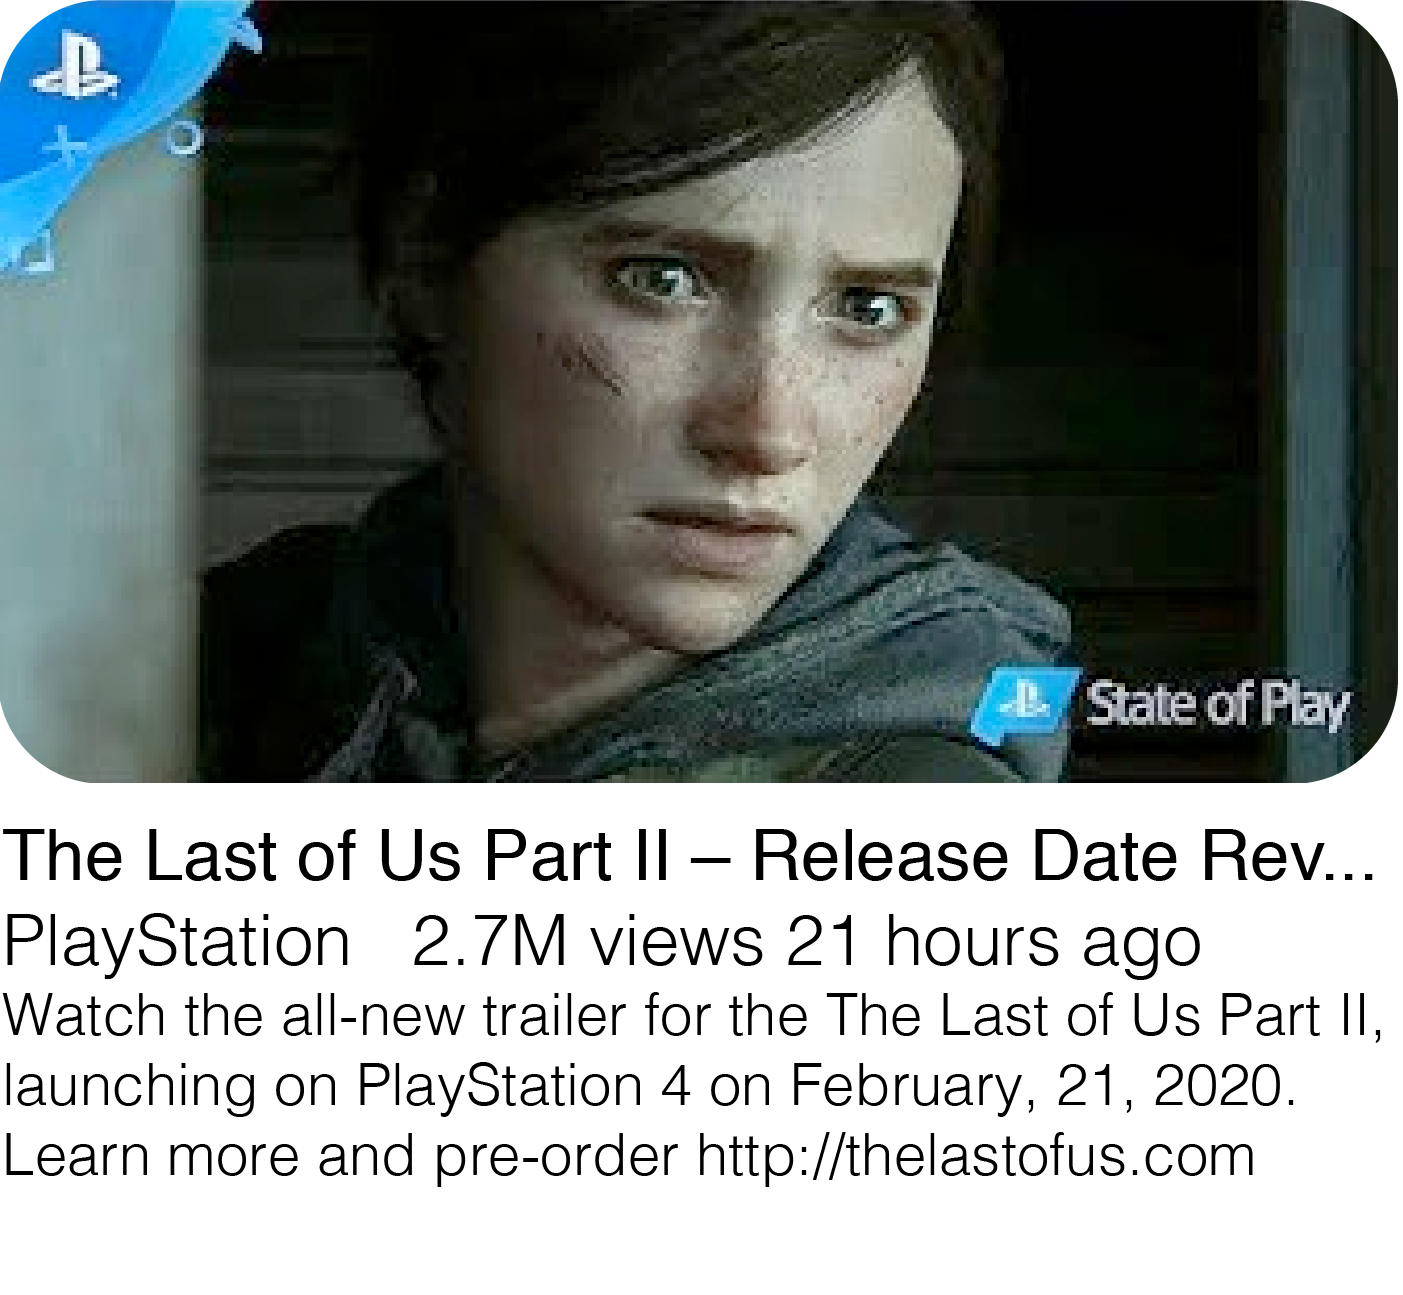 State of Play
The Last of Us Part II – Release Date Rev...
PlayStation 2.7M views 21 hours ago
Watch the all-new trailer for the The Last of Us Part II,
launching on PlayStation 4 on February, 21, 2020.
Learn more and pre-order http://thelastofus.com